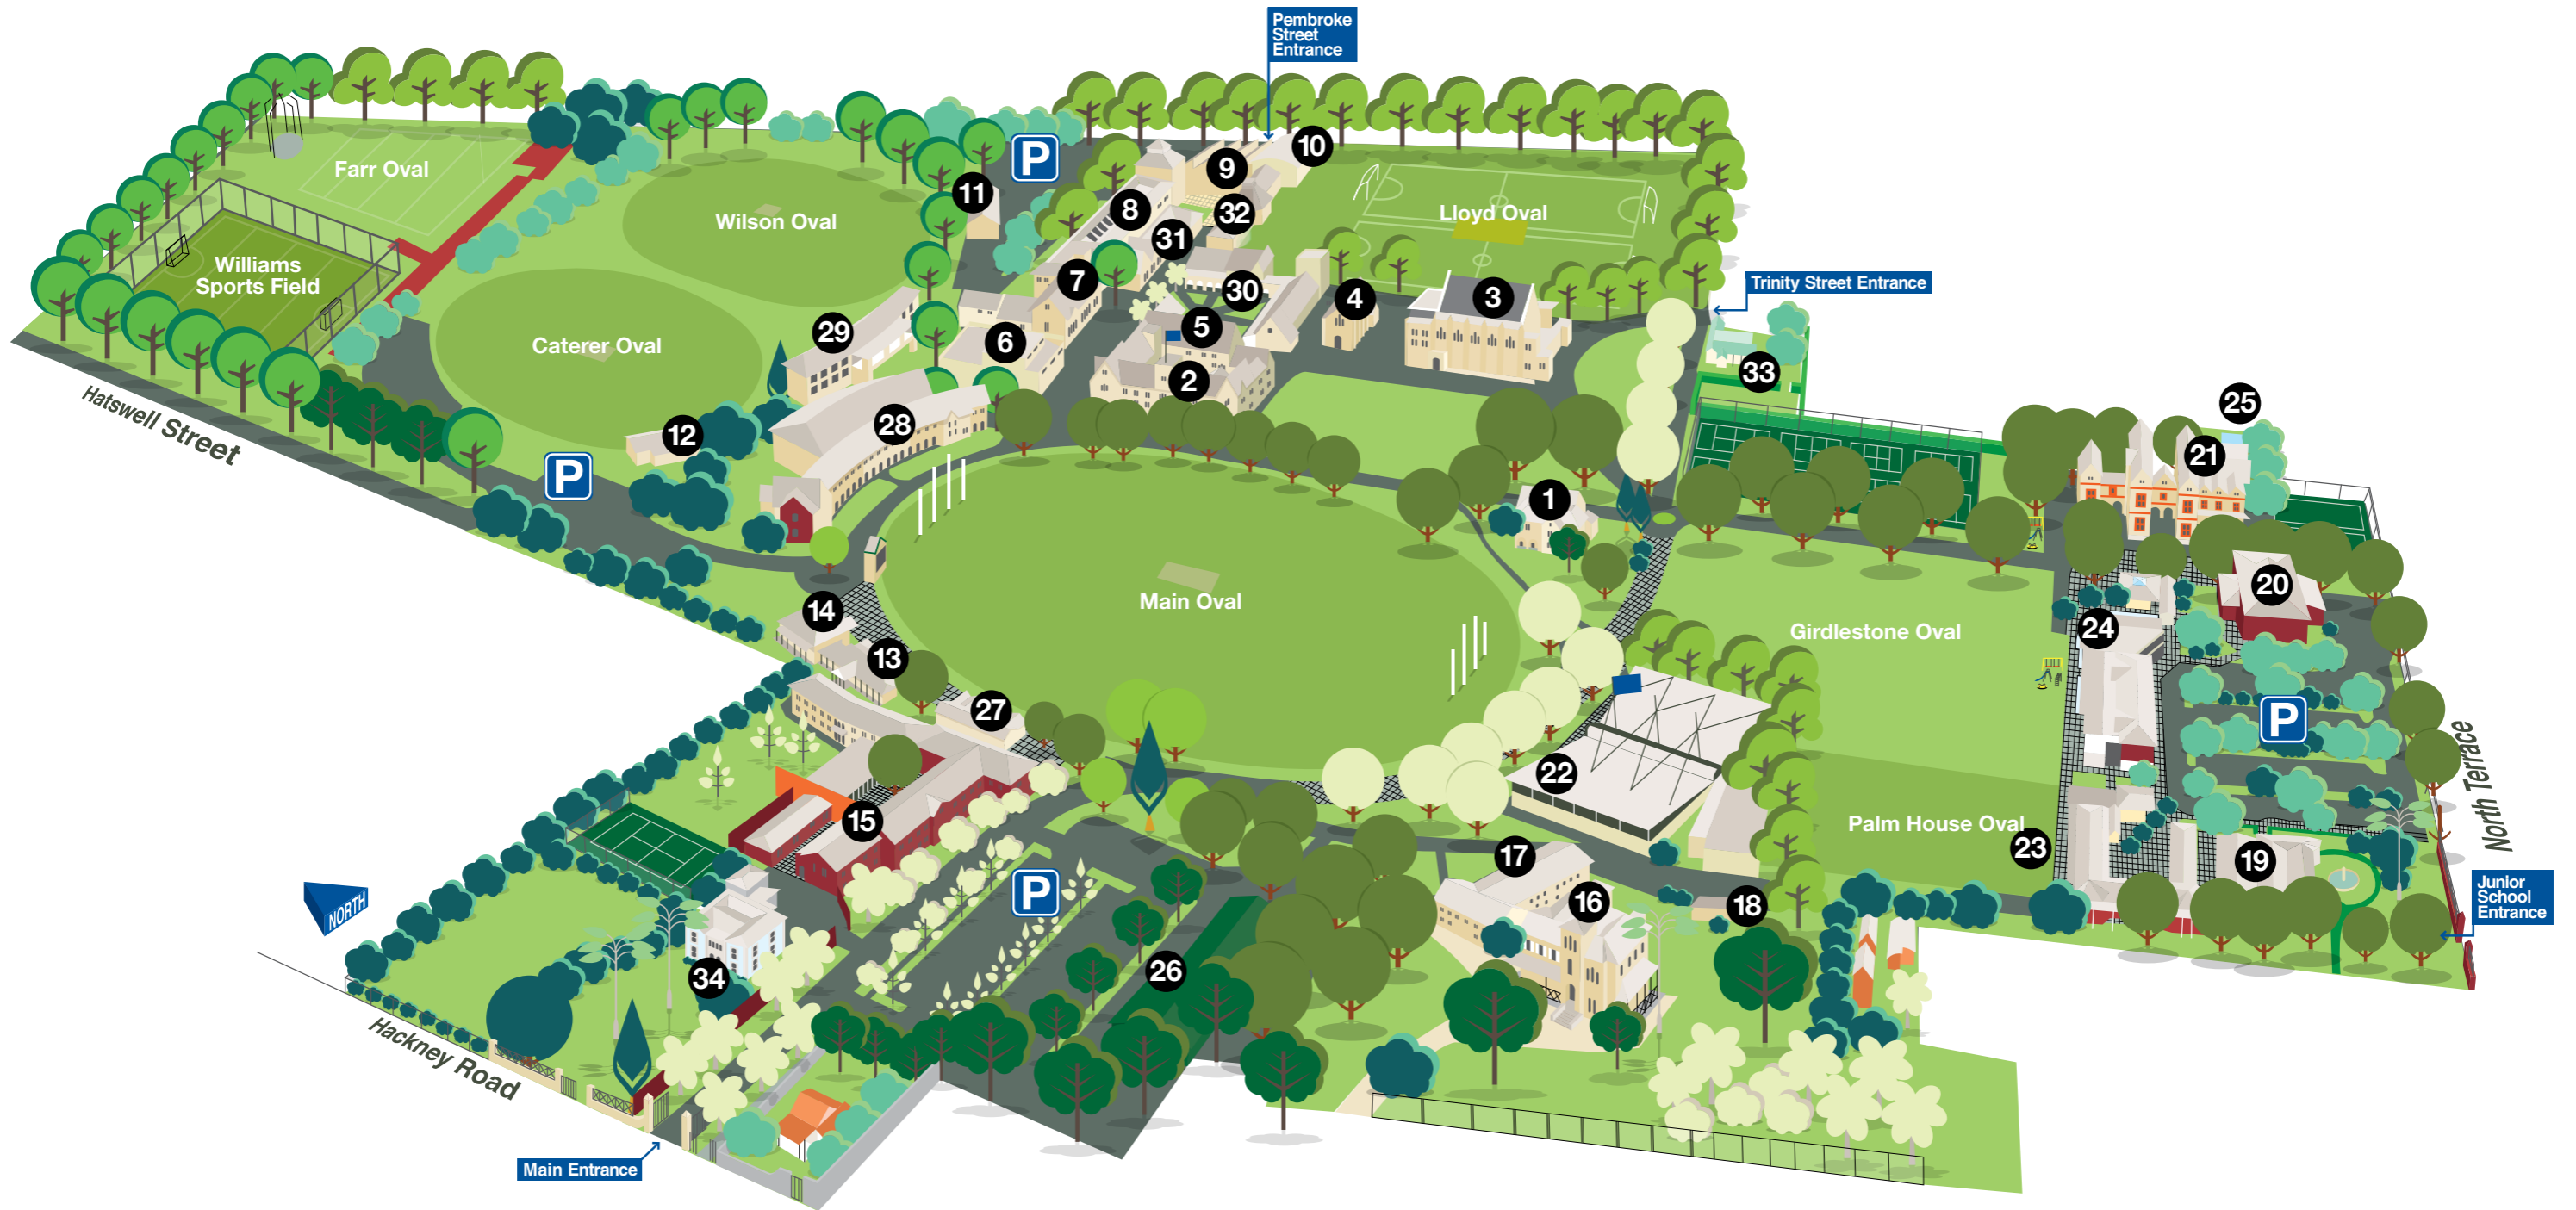 Pembroke
Street
Entrance
10
9
Farr Oval
P
11
8
32
Wilson Oval
Lloyd Oval
31
Williams
Sports Field
7
30
4
3
Trinity Street Entrance
5
29
6
Caterer Oval
2
33
25
Hatswell Street
28
12
21
P
1
20
Main Oval
14
Girdlestone Oval
24
13
27
P
North Terrace
22
15
Palm House Oval
23
17
19
P
16
18
Junior
School
Entrance
NORTH
26
34
Hackney Road
Main Entrance